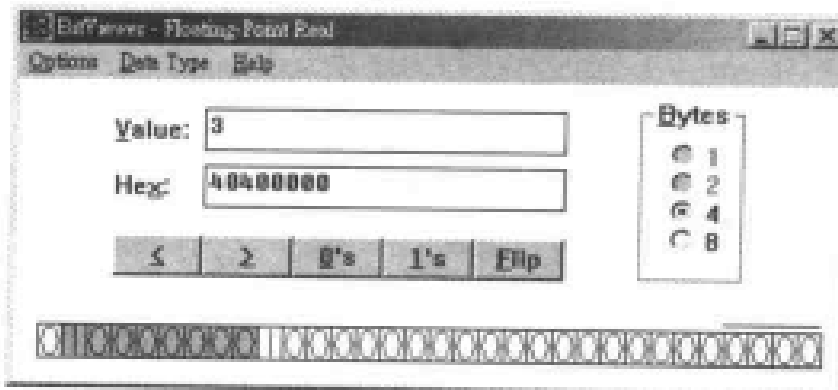 BitViewer - Floating-Point Real
Options Data Type Help
Value: 3
Hex: 40400000
< > 0's 1's Flip
Bytes
1
2
4
8
01000000010000000000000000000000